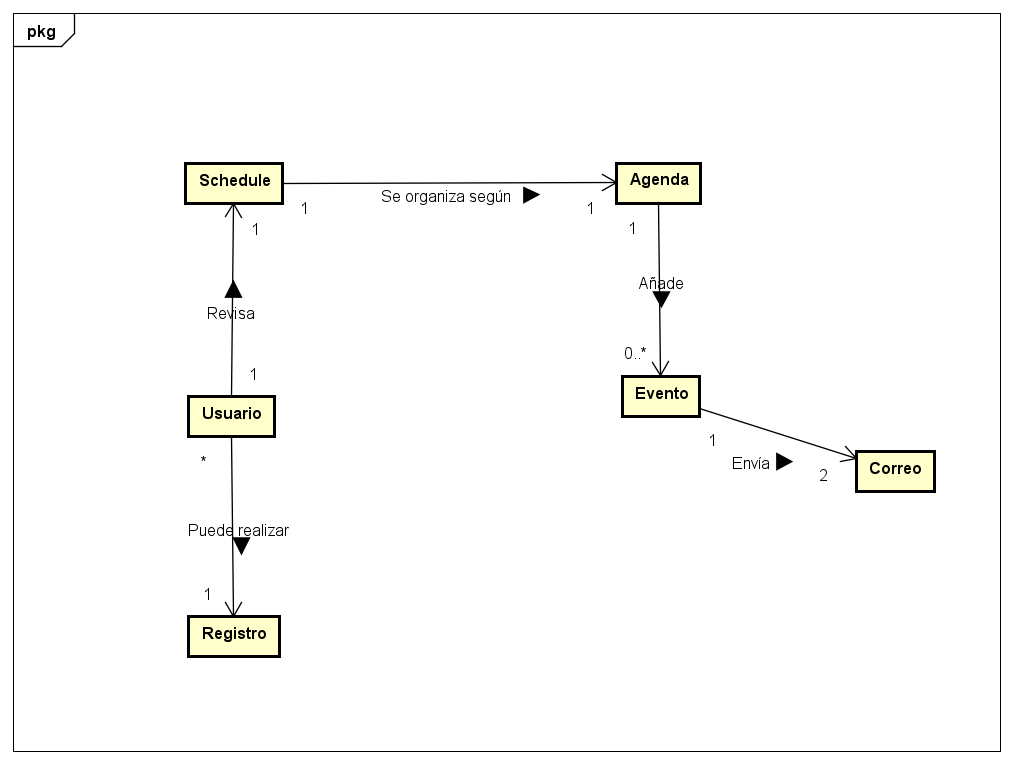 pkg
Schedule
Agenda
Se organiza según
1
1
1
1
Añade
Revisa
0..*
1
Evento
Usuario
1
*
Envía
Correo
2
Puede realizar
1
Registro